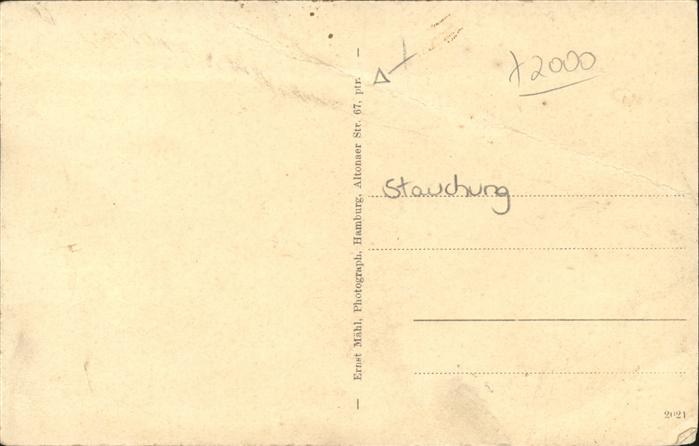 x2000
— Ernst Mähl, Photograph, Hamburg, Altonaer Str. 67, ptr. —
Stauchung
2021